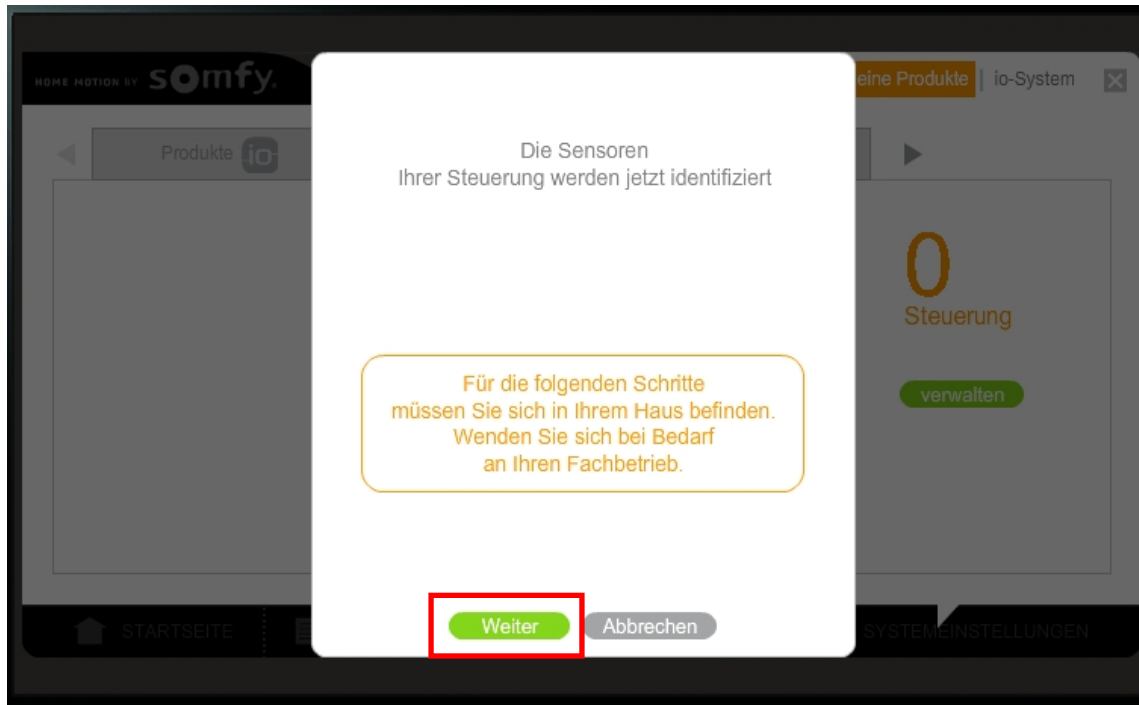 HOME MOTION BY somfy.
eine Produkte | io-System
Produkte io
Die Sensoren
Ihrer Steuerung werden jetzt identifiziert
0
Steuerung
verwalten
Für die folgenden Schritte
müssen Sie sich in Ihrem Haus befinden.
Wenden Sie sich bei Bedarf
an Ihren Fachbetrieb.
Weiter
Abbrechen
STARTSEITE
SYSTEMEINSTELLUNGEN